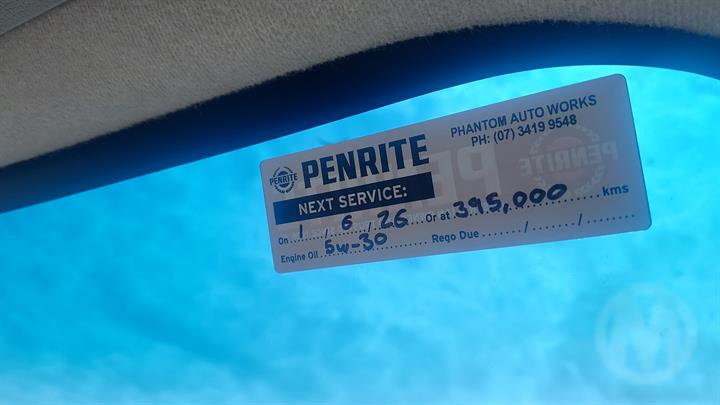 PHANTOM AUTO WORKS
PH: (07) 3419 9548
PENRITE PENRITE
NEXT SERVICE:
On 1/6/26 Or at 395,000 kms
Engine Oil 5w-30 Rego Due ......./......./.......